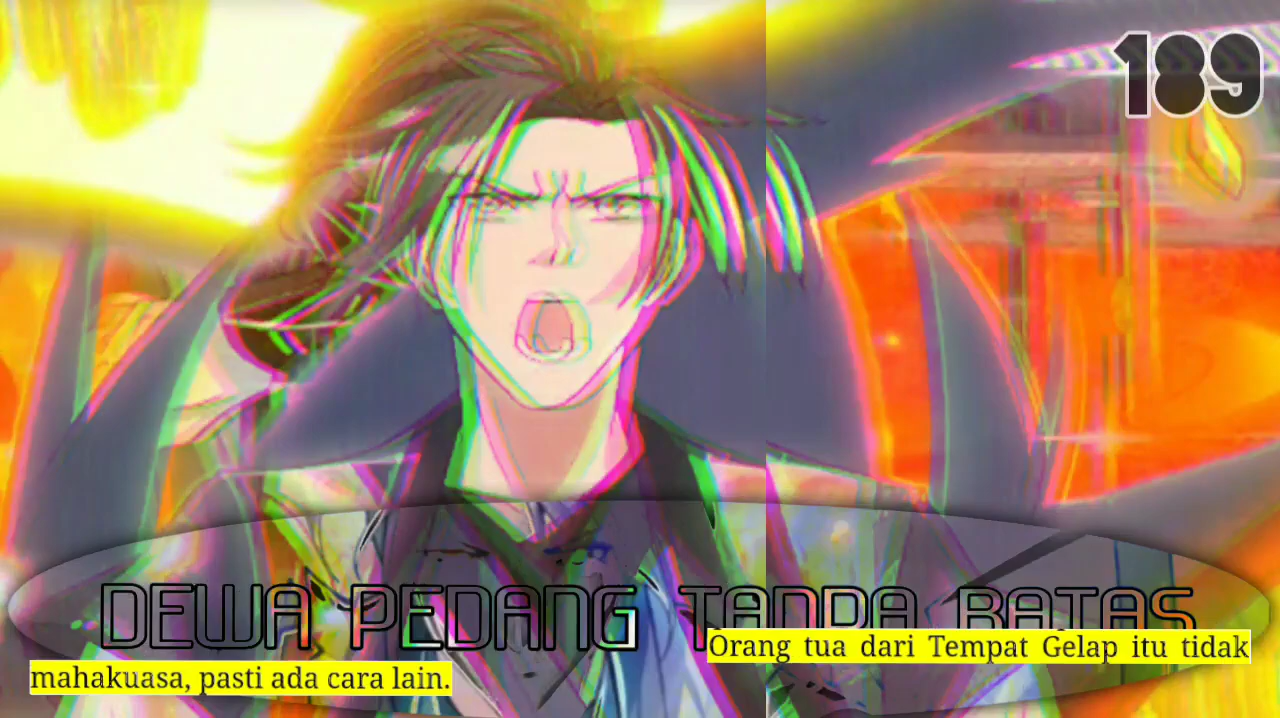 189
DEWA PEDANG TANPA BATAS
Orang tua dari Tempat Gelap itu tidak
mahakuasa, pasti ada cara lain.